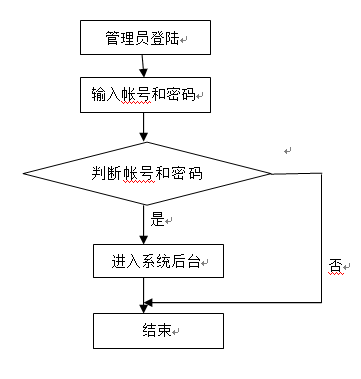 管理员登陆
输入帐号和密码
判断帐号和密码
是
进入系统后台
否
结束